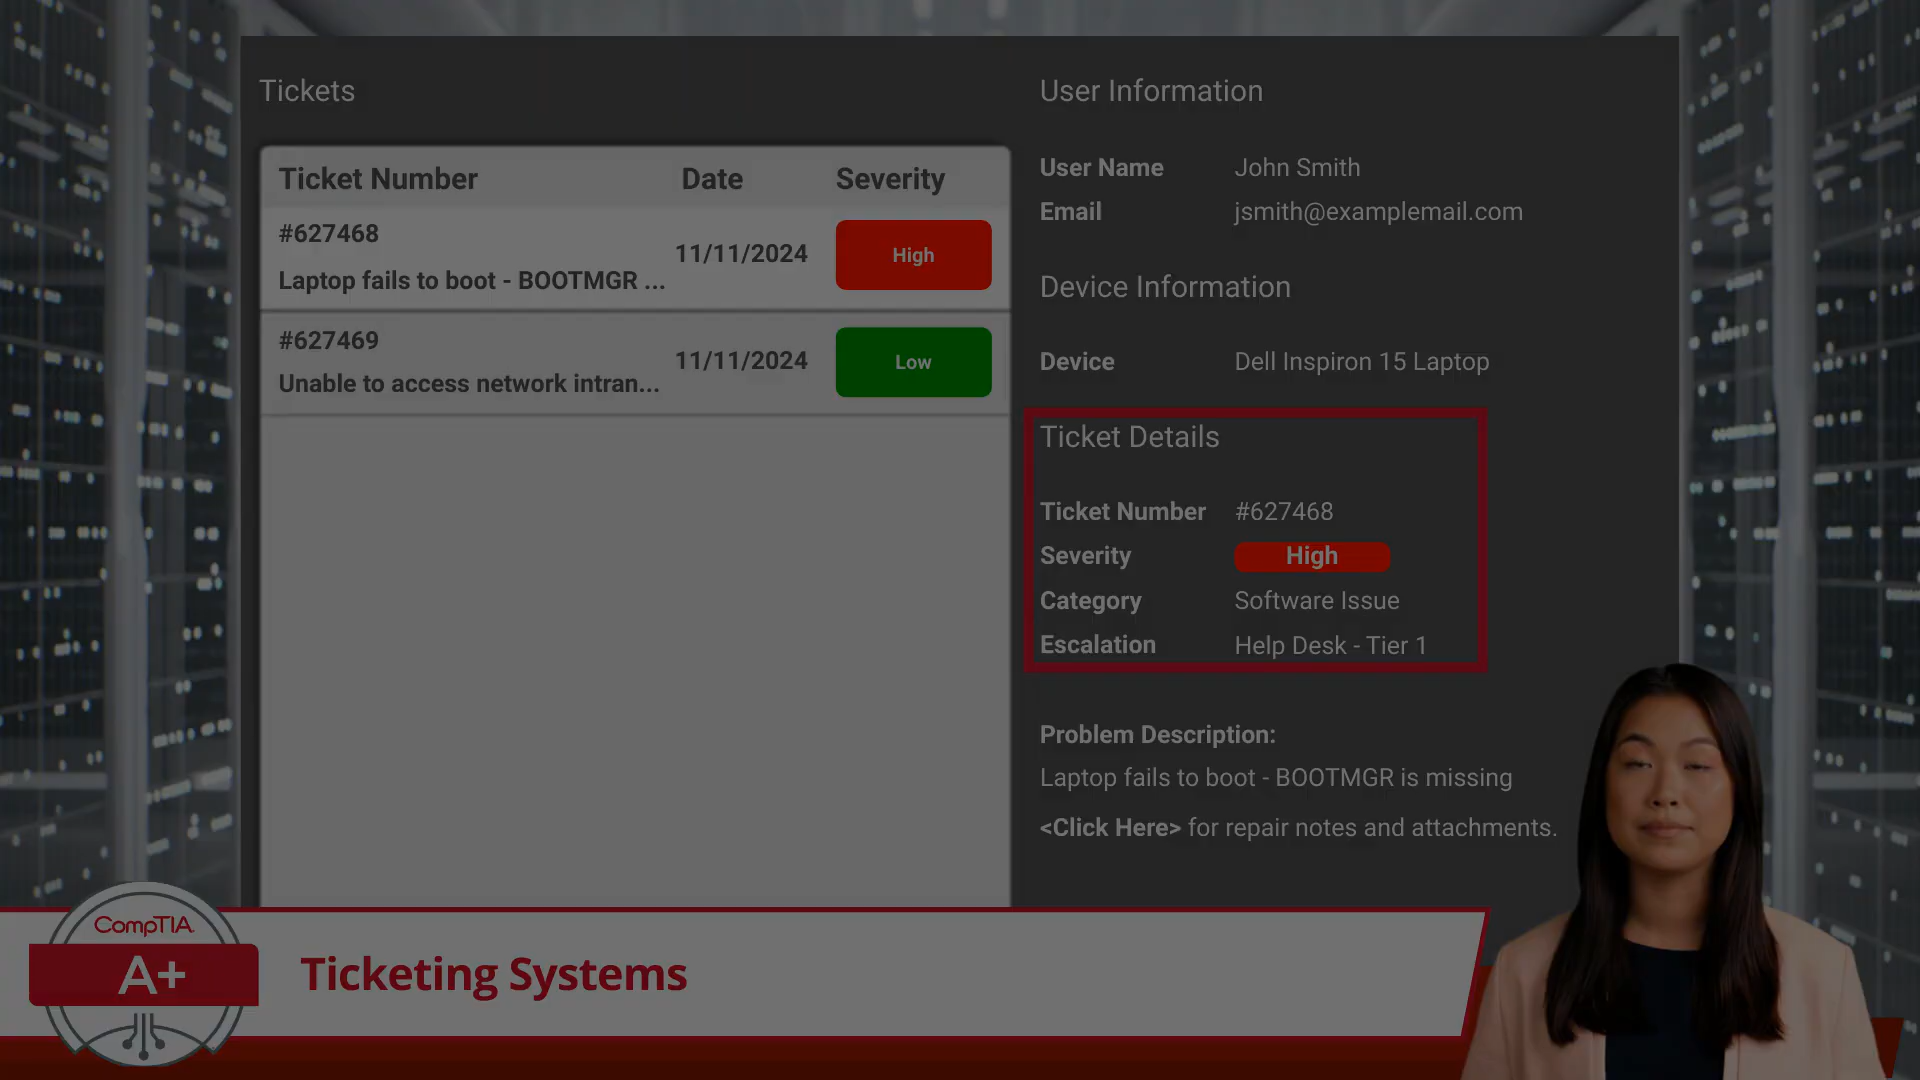 Tickets
Ticket Number Date Severity
#627468
Laptop fails to boot - BOOTMGR ...
11/11/2024
High
#627469
Unable to access network intran...
11/11/2024
Low
User Information
User Name John Smith
Email jsmith@examplemail.com
Device Information
Device Dell Inspiron 15 Laptop
Ticket Details
Ticket Number #627468
Severity High
Category Software Issue
Escalation Help Desk - Tier 1
Problem Description:
Laptop fails to boot - BOOTMGR is missing
<Click Here> for repair notes and attachments.
CompTIA.
A+
Ticketing Systems